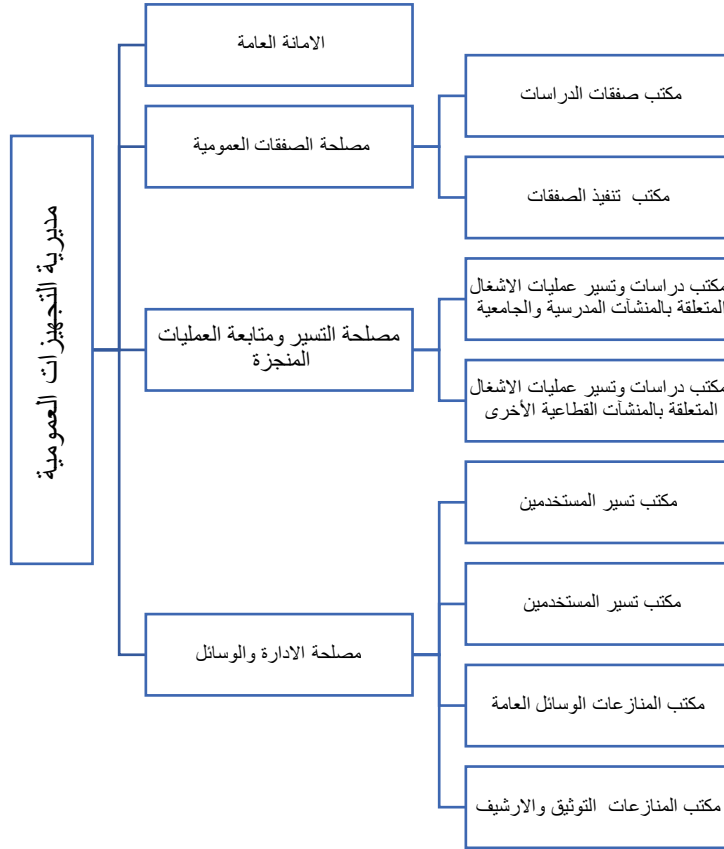 مديرية التجهيزات العمومية
الامانة العامة
مصلحة الصفقات العمومية
مكتب صفقات الدراسات
مكتب تنفيذ الصفقات
مصلحة التسير ومتابعة العمليات
المنجزة
مكتب دراسات وتسير عمليات الاشغال
المتعلقة بالمنشآت المدرسية والجامعية
مكتب دراسات وتسير عمليات الاشغال
المتعلقة بالمنشآت القطاعية الأخرى
مصلحة الادارة والوسائل
مكتب تسير المستخدمين
مكتب تسير المستخدمين
مكتب المنازعات الوسائل العامة
مكتب المنازعات التوثيق والارشيف